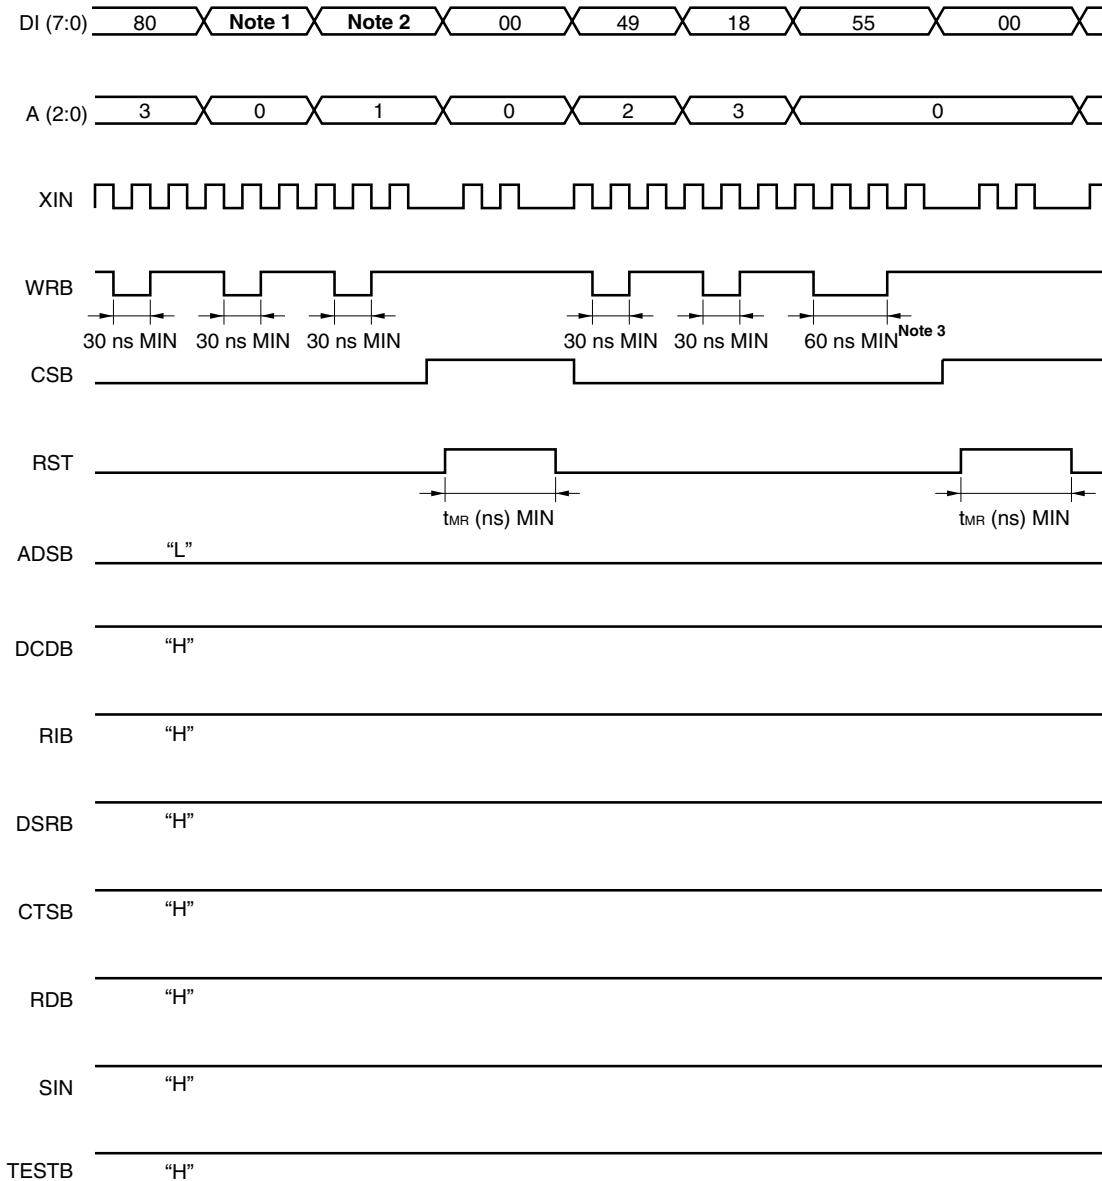 DI (7:0) 80 Note 1 Note 2 00 49 18 55 00
A (2:0) 3 0 1 0 2 3 0
XIN
WRB
30 ns MIN 30 ns MIN 30 ns MIN 30 ns MIN 30 ns MIN 60 ns MIN Note 3
CSB
RST
tMR (ns) MIN tMR (ns) MIN
ADSB “L”
DCDB “H”
RIB “H”
DSRB “H”
CTSB “H”
RDB “H”
SIN “H”
TESTB “H”